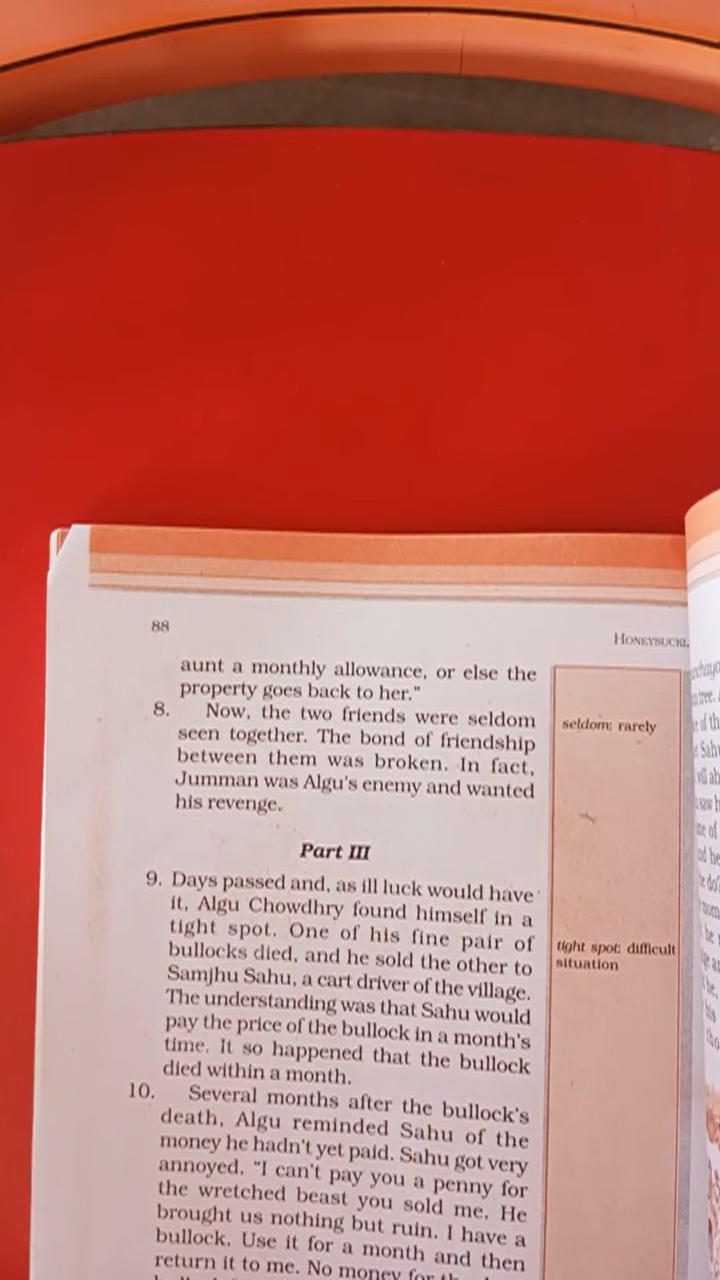 88
HONEYSUCKL
aunt a monthly allowance, or else the
property goes back to her."
8. Now, the two friends were seldom
seen together. The bond of friendship
between them was broken. In fact,
Jumman was Algu's enemy and wanted
his revenge.
seldom: rarely
Part III
9. Days passed and, as ill luck would have
it, Algu Chowdhry found himself in a
tight spot. One of his fine pair of
bullocks died, and he sold the other to
Samjhu Sahu, a cart driver of the village.
The understanding was that Sahu would
pay the price of the bullock in a month's
time. It so happened that the bullock
died within a month.
tight spot: difficult
situation
10. Several months after the bullock's
death, Algu reminded Sahu of the
money he hadn't yet paid. Sahu got very
annoyed. "I can't pay you a penny for
the wretched beast you sold me. He
brought us nothing but ruin. I have a
bullock. Use it for a month and then
return it to me. No money for